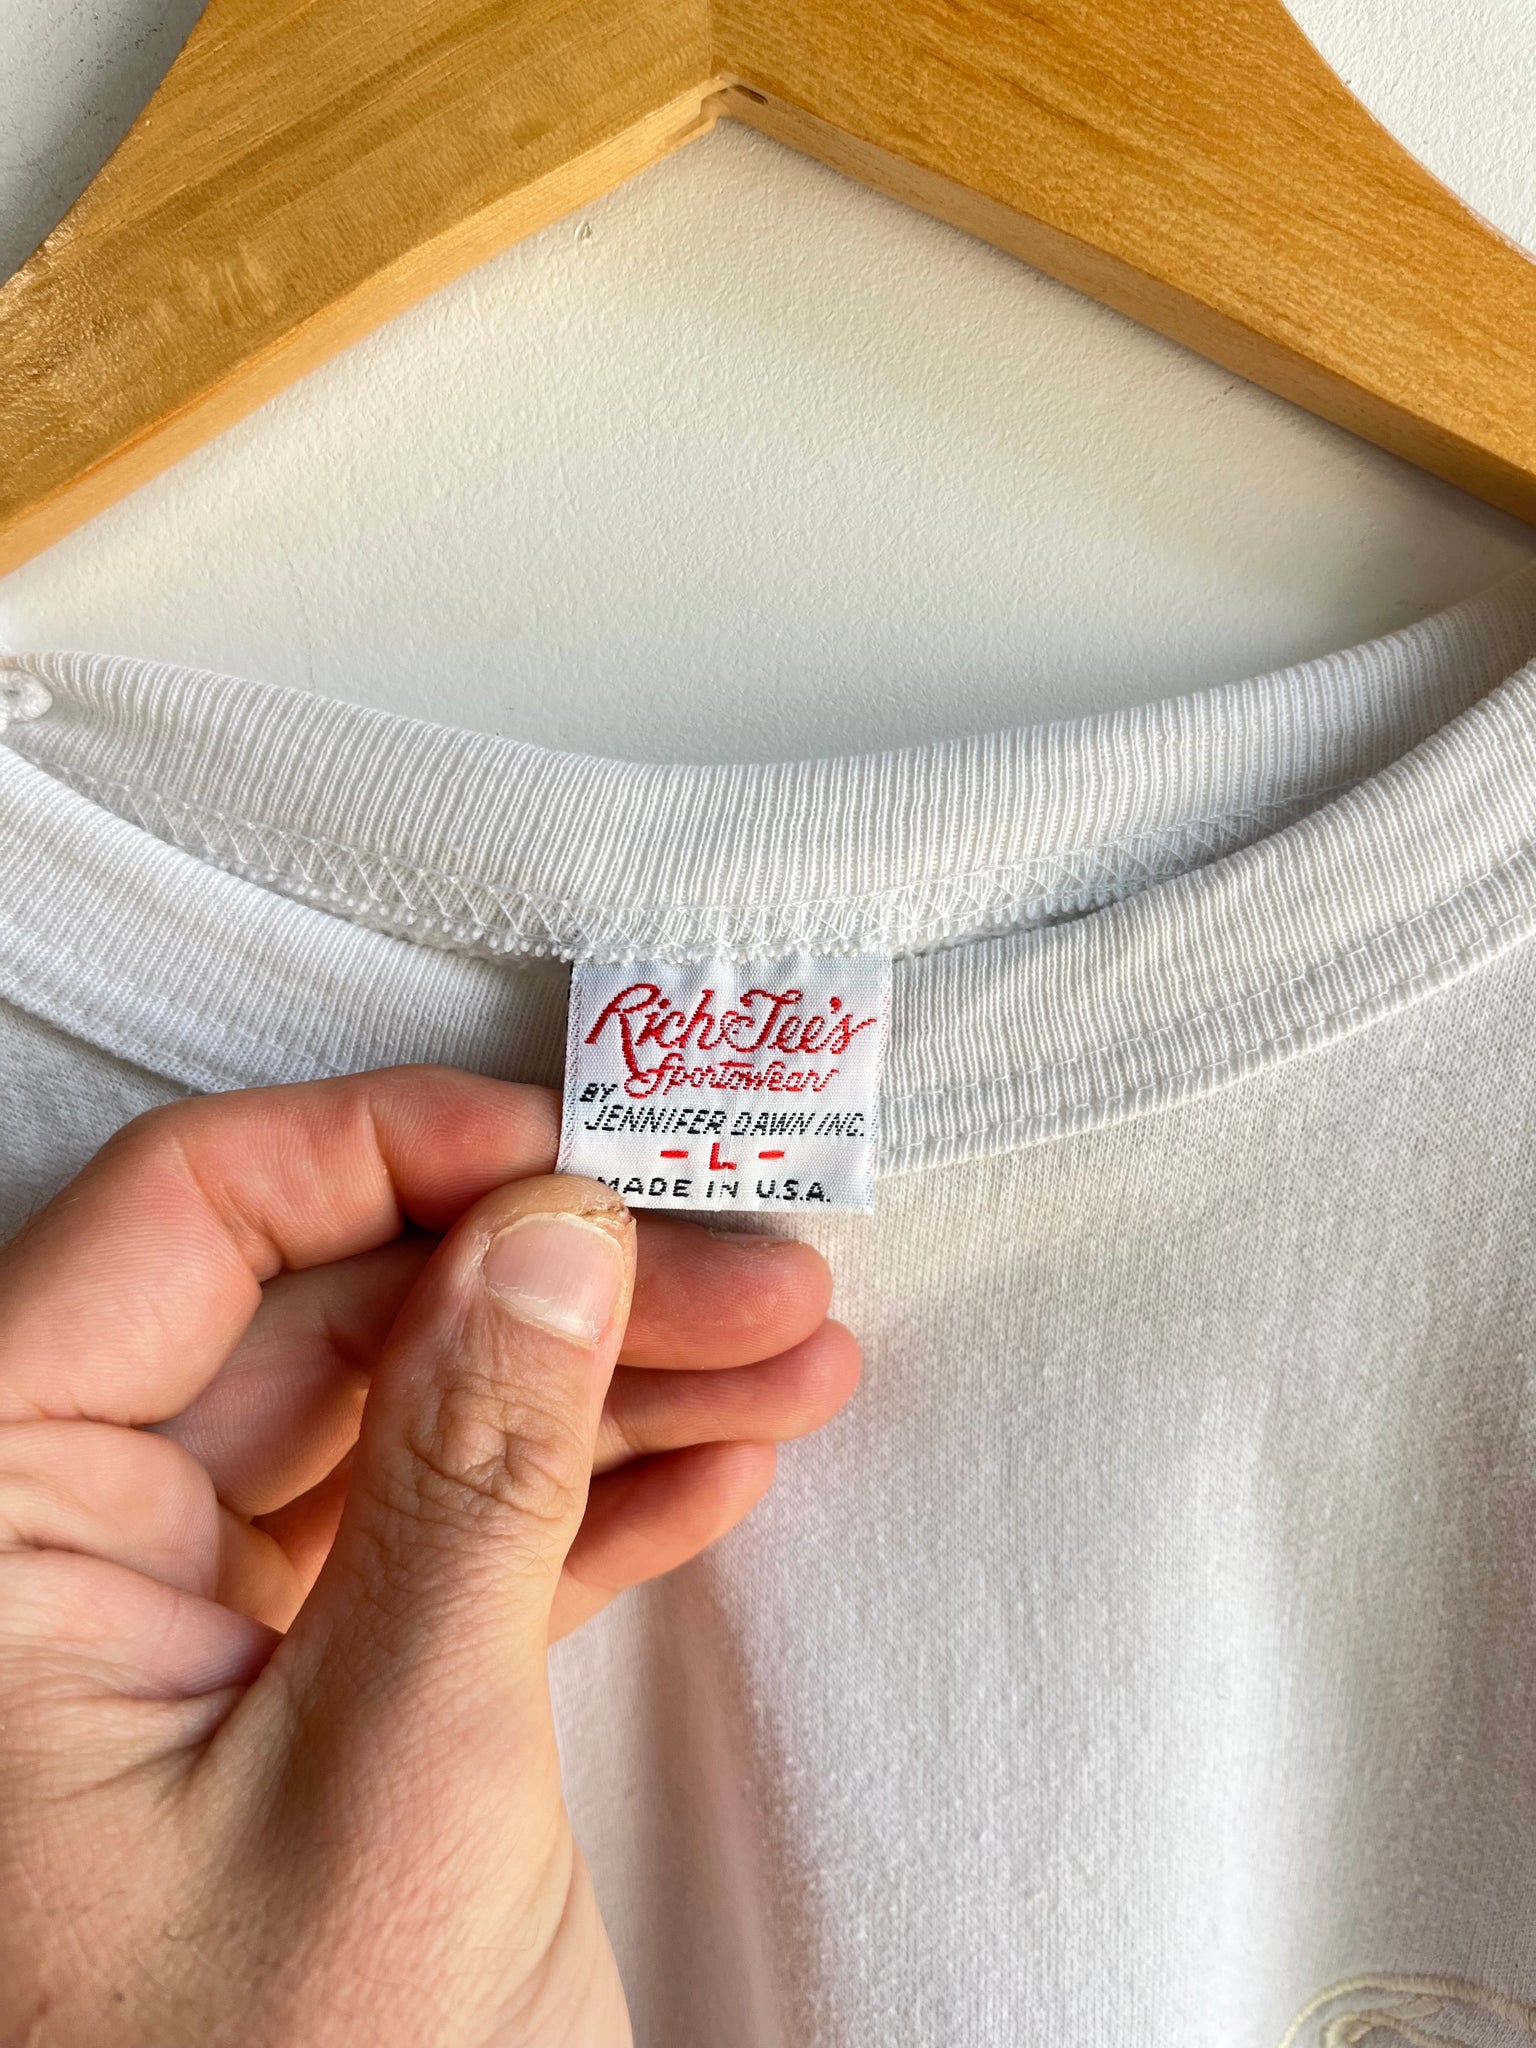 Rich & Tee's
Sportswear
BY
JENNIFER DAWN INC.
- L -
MADE IN U.S.A.